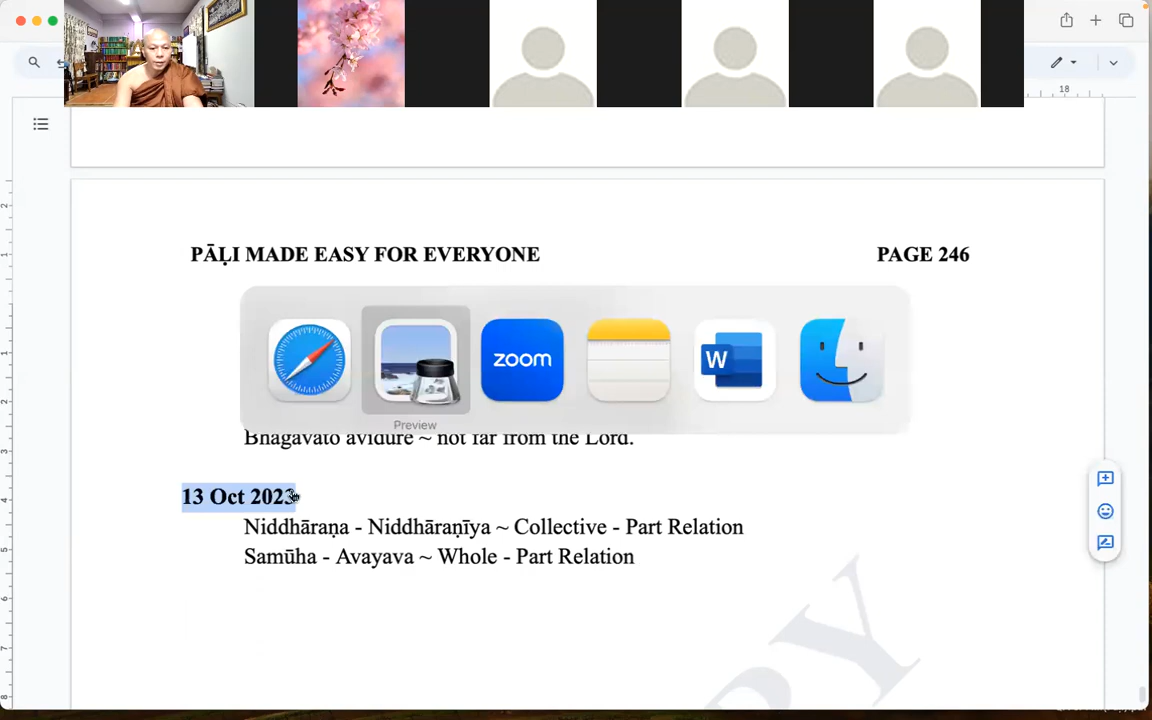 18
PĀḶI MADE EASY FOR EVERYONE PAGE 246
zoom
W
Preview
Bhagavato avidūre ~ not far from the Lord.
13 Oct 2023
Niddhāraṇa - Niddhāraṇīya ~ Collective - Part Relation
Samūha - Avayava ~ Whole - Part Relation